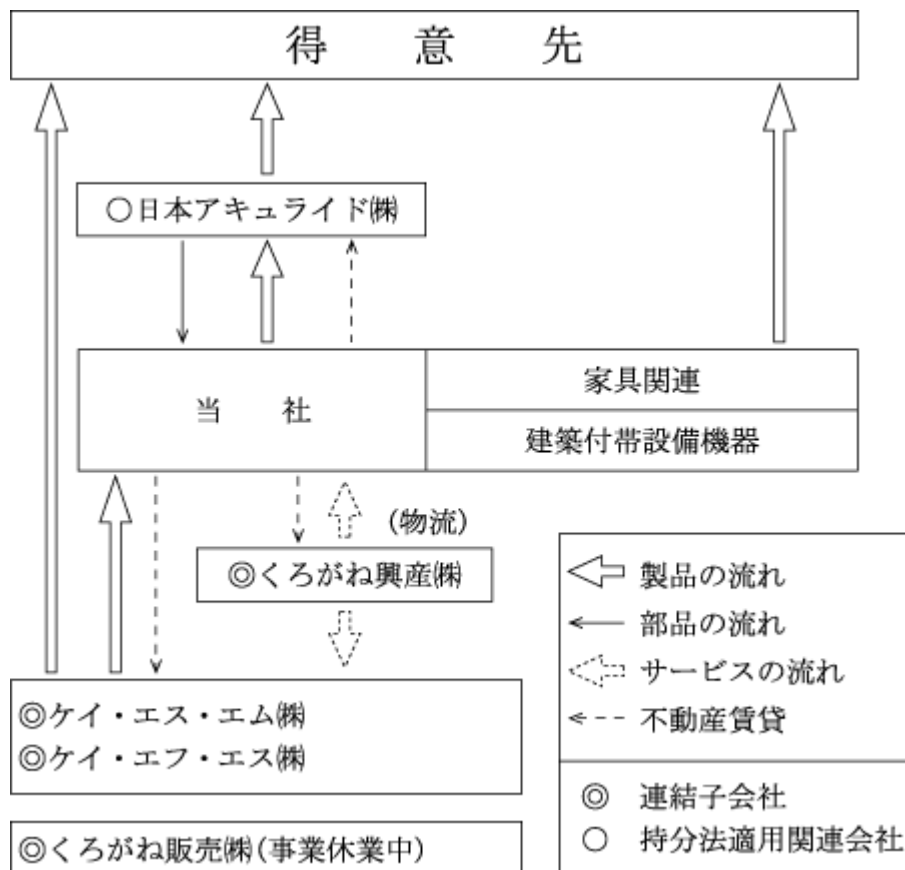 得 意 先
○日本アキュライド㈱
当 社
家具関連
建築付帯設備機器
(物流)
◎くろがね興産㈱
製品の流れ
部品の流れ
サービスの流れ
不動産賃貸
◎ケイ・エス・エム㈱
◎ケイ・エフ・エス㈱
◎ 連結子会社
○ 持分法適用関連会社
◎くろがね販売㈱(事業休業中)